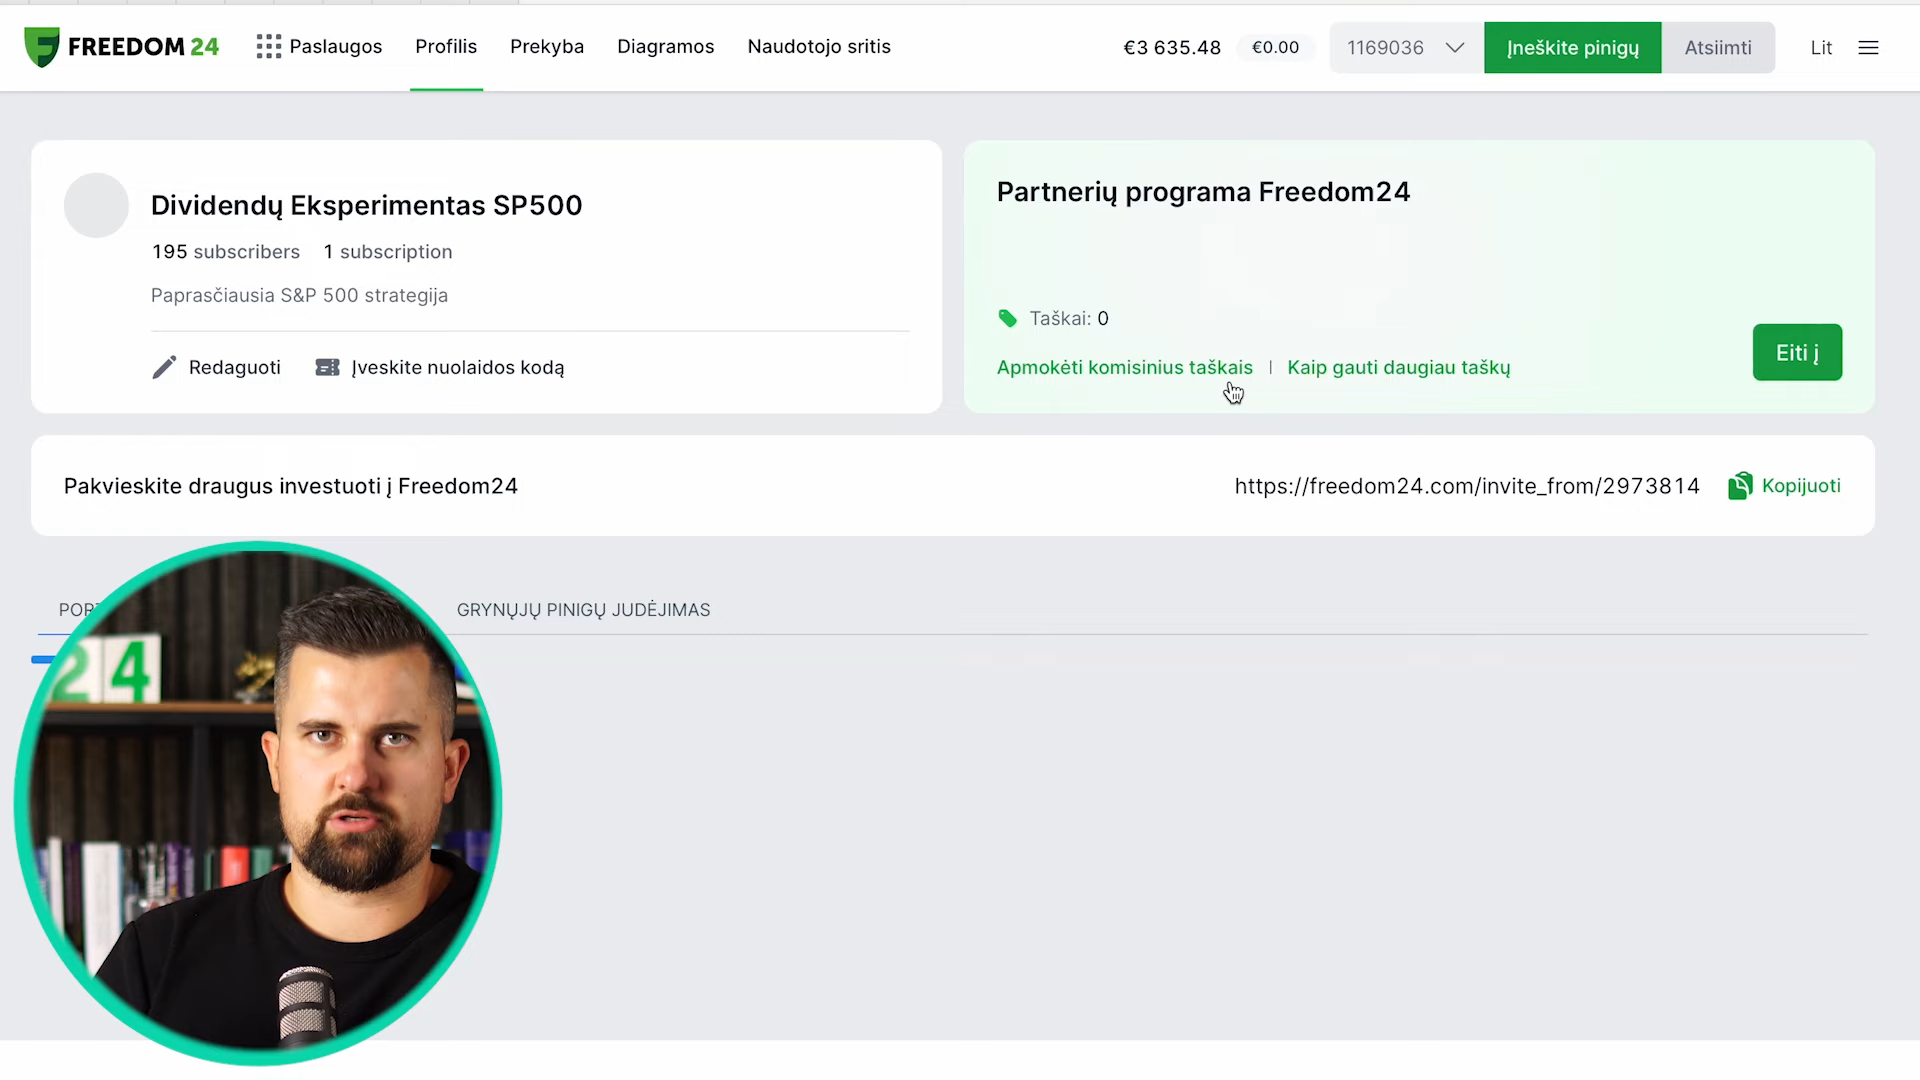 FREEDOM 24
Paslaugos
Profilis
Prekyba
Diagramos
Naudotojo sritis
€3 635.48
€0.00
1169036
Įneškite pinigų
Atsiimti
Lit
Dividendų Eksperimentas SP500
195 subscribers 1 subscription
Paprasčiausia S&P 500 strategija
Redaguoti
Įveskite nuolaidos kodą
Partnerių programa Freedom24
Taškai: 0
Apmokėti komisinius taškais | Kaip gauti daugiau taškų
Eiti į
Pakvieskite draugus investuoti į Freedom24
https://freedom24.com/invite_from/2973814
Kopijuoti
GRYNŲJŲ PINIGŲ JUDĖJIMAS
24